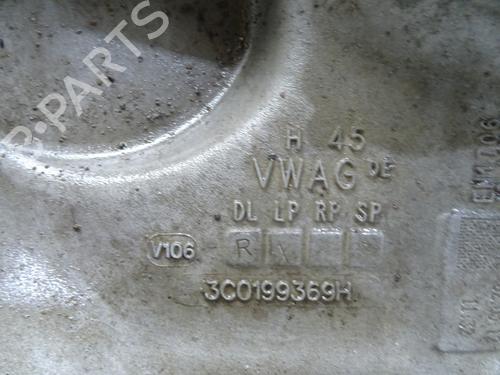 B-PARTS
H 45
VWAG DE
DL LP RP SP
V106 R
3C0199369H